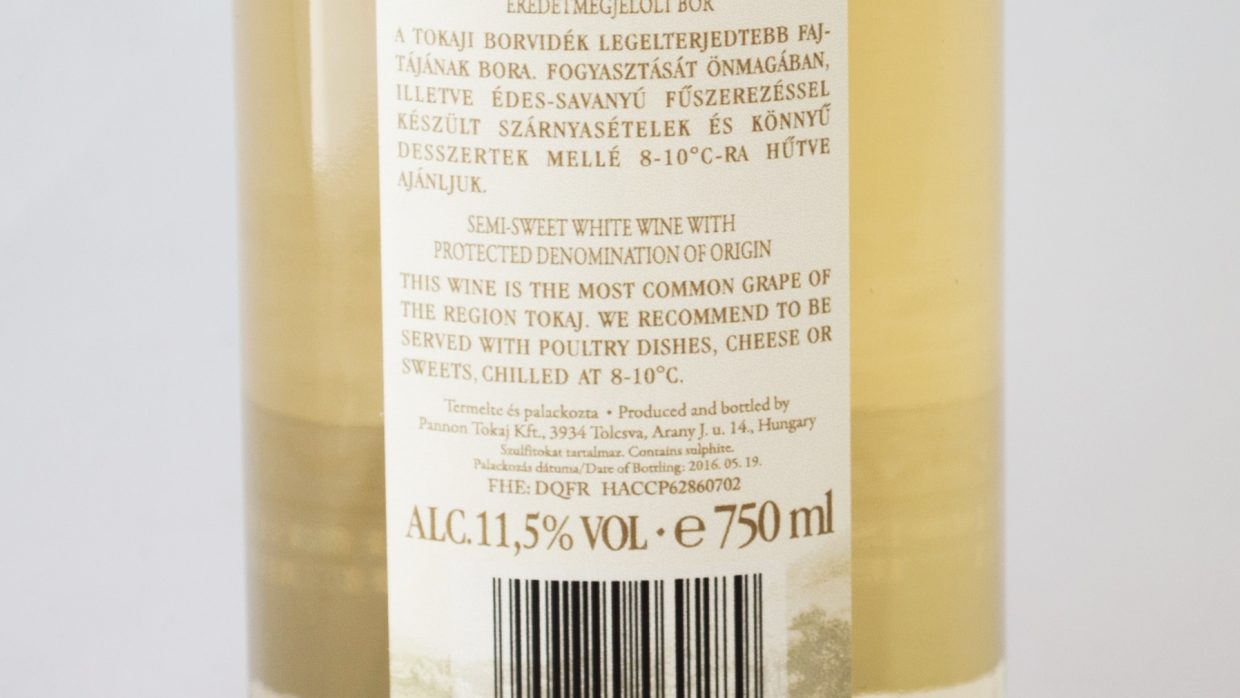 EREDETMEGJELÖLT BOR
A TOKAJI BORVIDÉK LEGELTERJEDTEBB FAJ-
TÁJÁNAK BORA. FOGYASZTÁSÁT ÖNMAGÁBAN,
ILLETVE ÉDES-SAVANYÚ FŰSZEREZÉSSEL
KÉSZÜLT SZÁRNYASÉTELEK ÉS KÖNNYŰ
DESSZERTEK MELLÉ 8-10°C-RA HŰTVE
AJÁNLJUK.
SEMI-SWEET WHITE WINE WITH
PROTECTED DENOMINATION OF ORIGIN
THIS WINE IS THE MOST COMMON GRAPE OF
THE REGION TOKAJ. WE RECOMMEND TO BE
SERVED WITH POULTRY DISHES, CHEESE OR
SWEETS, CHILLED AT 8-10°C.
Termelte és palackozta • Produced and bottled by
Pannon Tokaj Kft., 3934 Tolcsva, Arany J. u. 14., Hungary
Szulfitokat tartalmaz. Contains sulphite.
Palackozás dátuma/Date of Bottling: 2016. 05. 19.
FHE: DQFR HACCP62860702
ALC. 11,5% VOL · e 750 ml